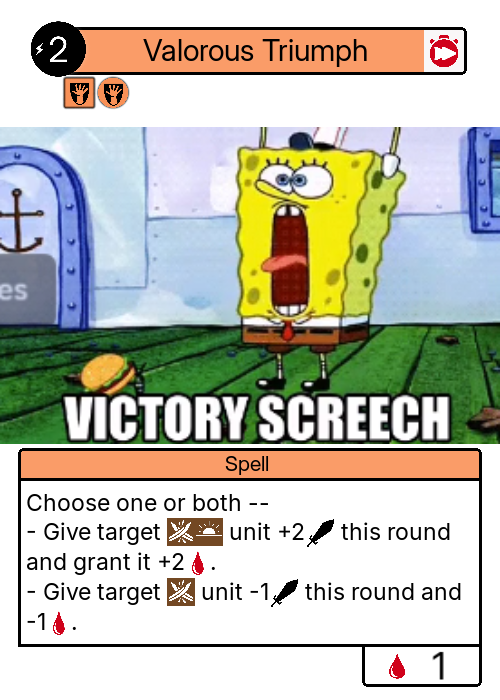 2 Valorous Triumph
es
VICTORY SCREECH
Spell
Choose one or both --
- Give target unit +2 this round
and grant it +2 .
- Give target unit -1 this round and
-1 .
1